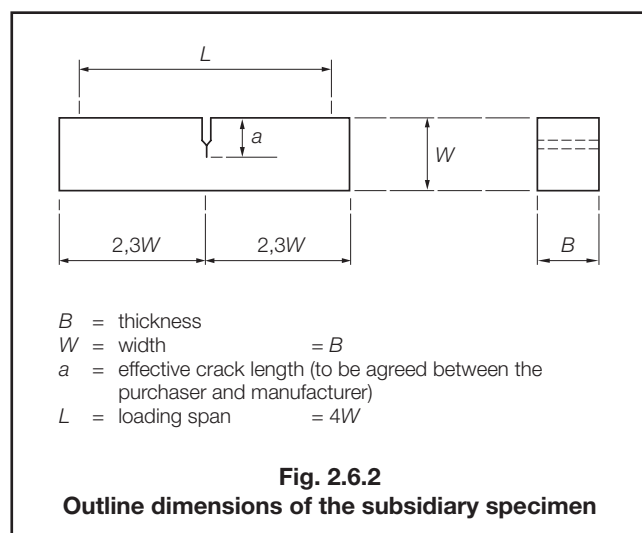 L
a
W
2,3W 2,3W B
B = thickness
W = width = B
a = effective crack length (to be agreed between the
purchaser and manufacturer)
L = loading span = 4W
Fig. 2.6.2
Outline dimensions of the subsidiary specimen